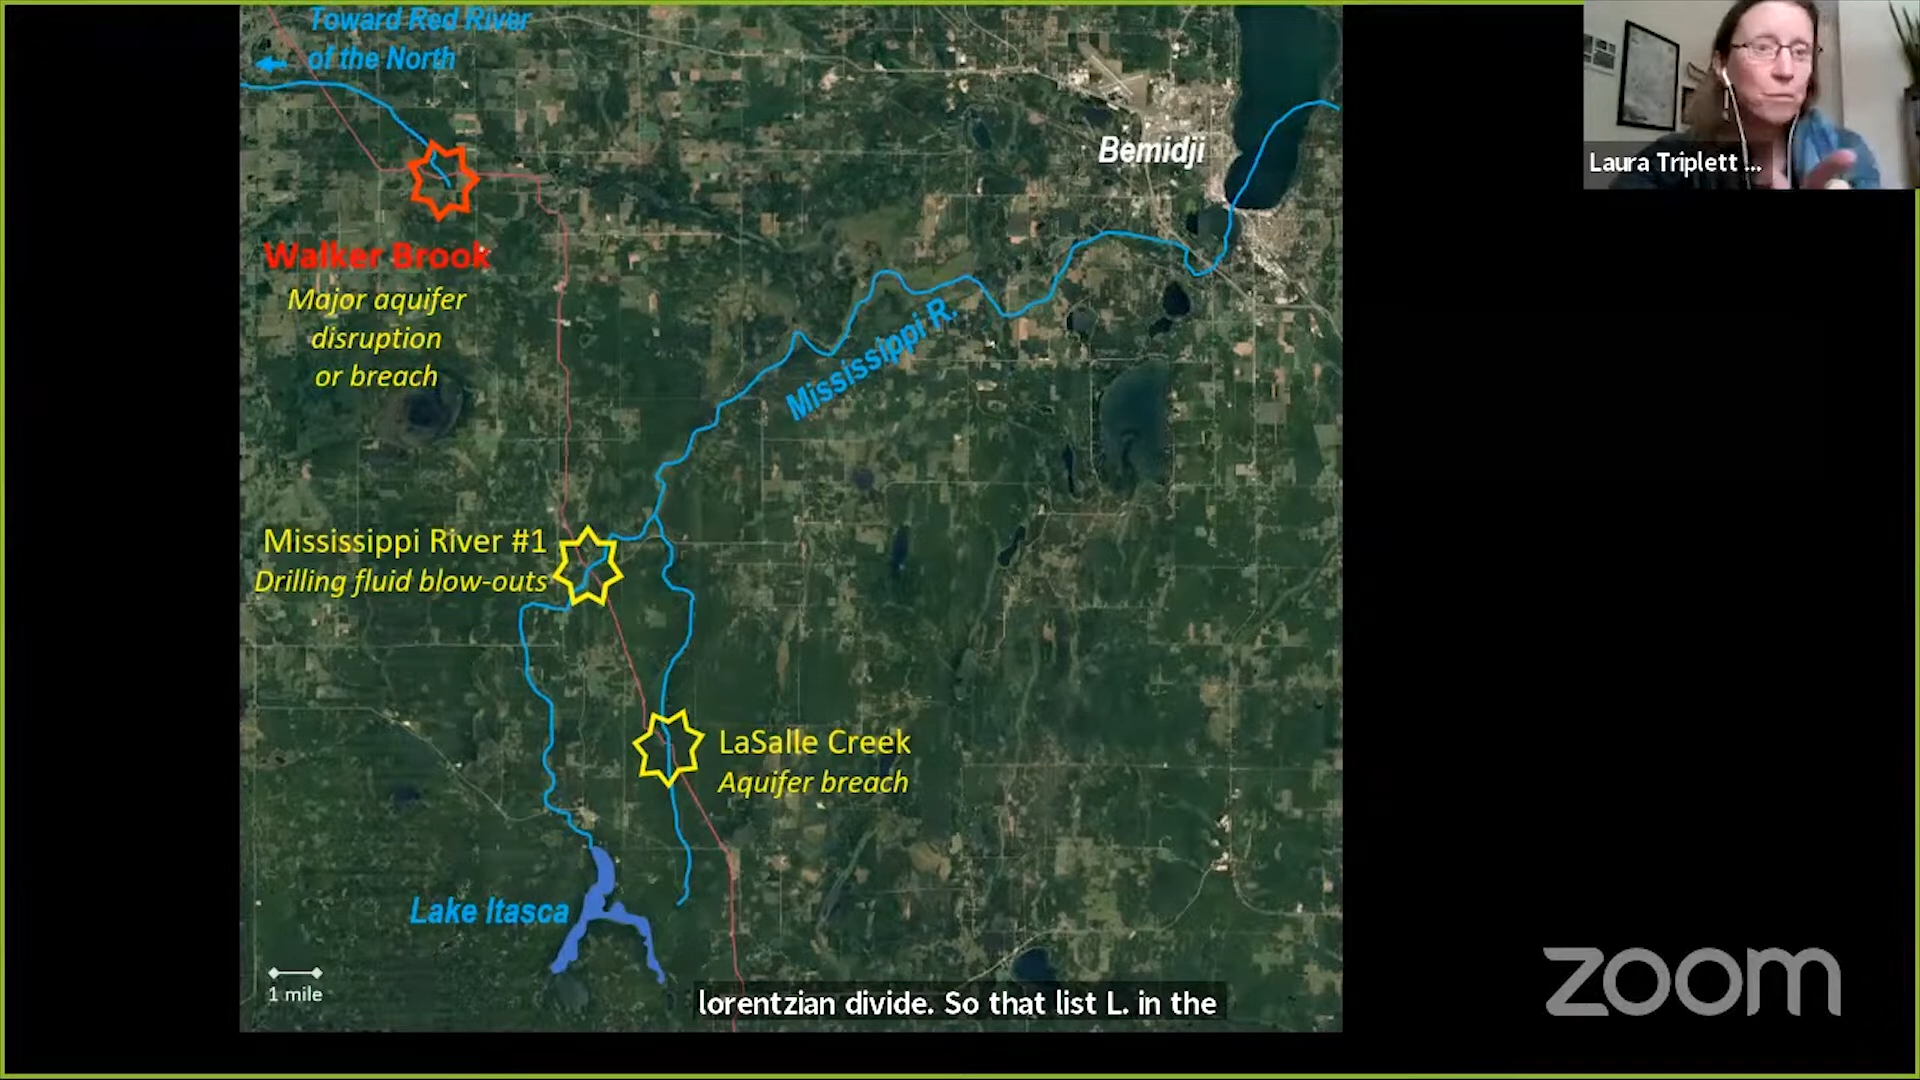 Toward Red River
of the North
Bemidji
Laura Triplett ...
Walker Brook
Major aquifer
disruption
or breach
Mississippi R.
Mississippi River #1
Drilling fluid blow-outs
LaSalle Creek
Aquifer breach
Lake Itasca
1 mile
lorentzian divide. So that list L. in the
zoom